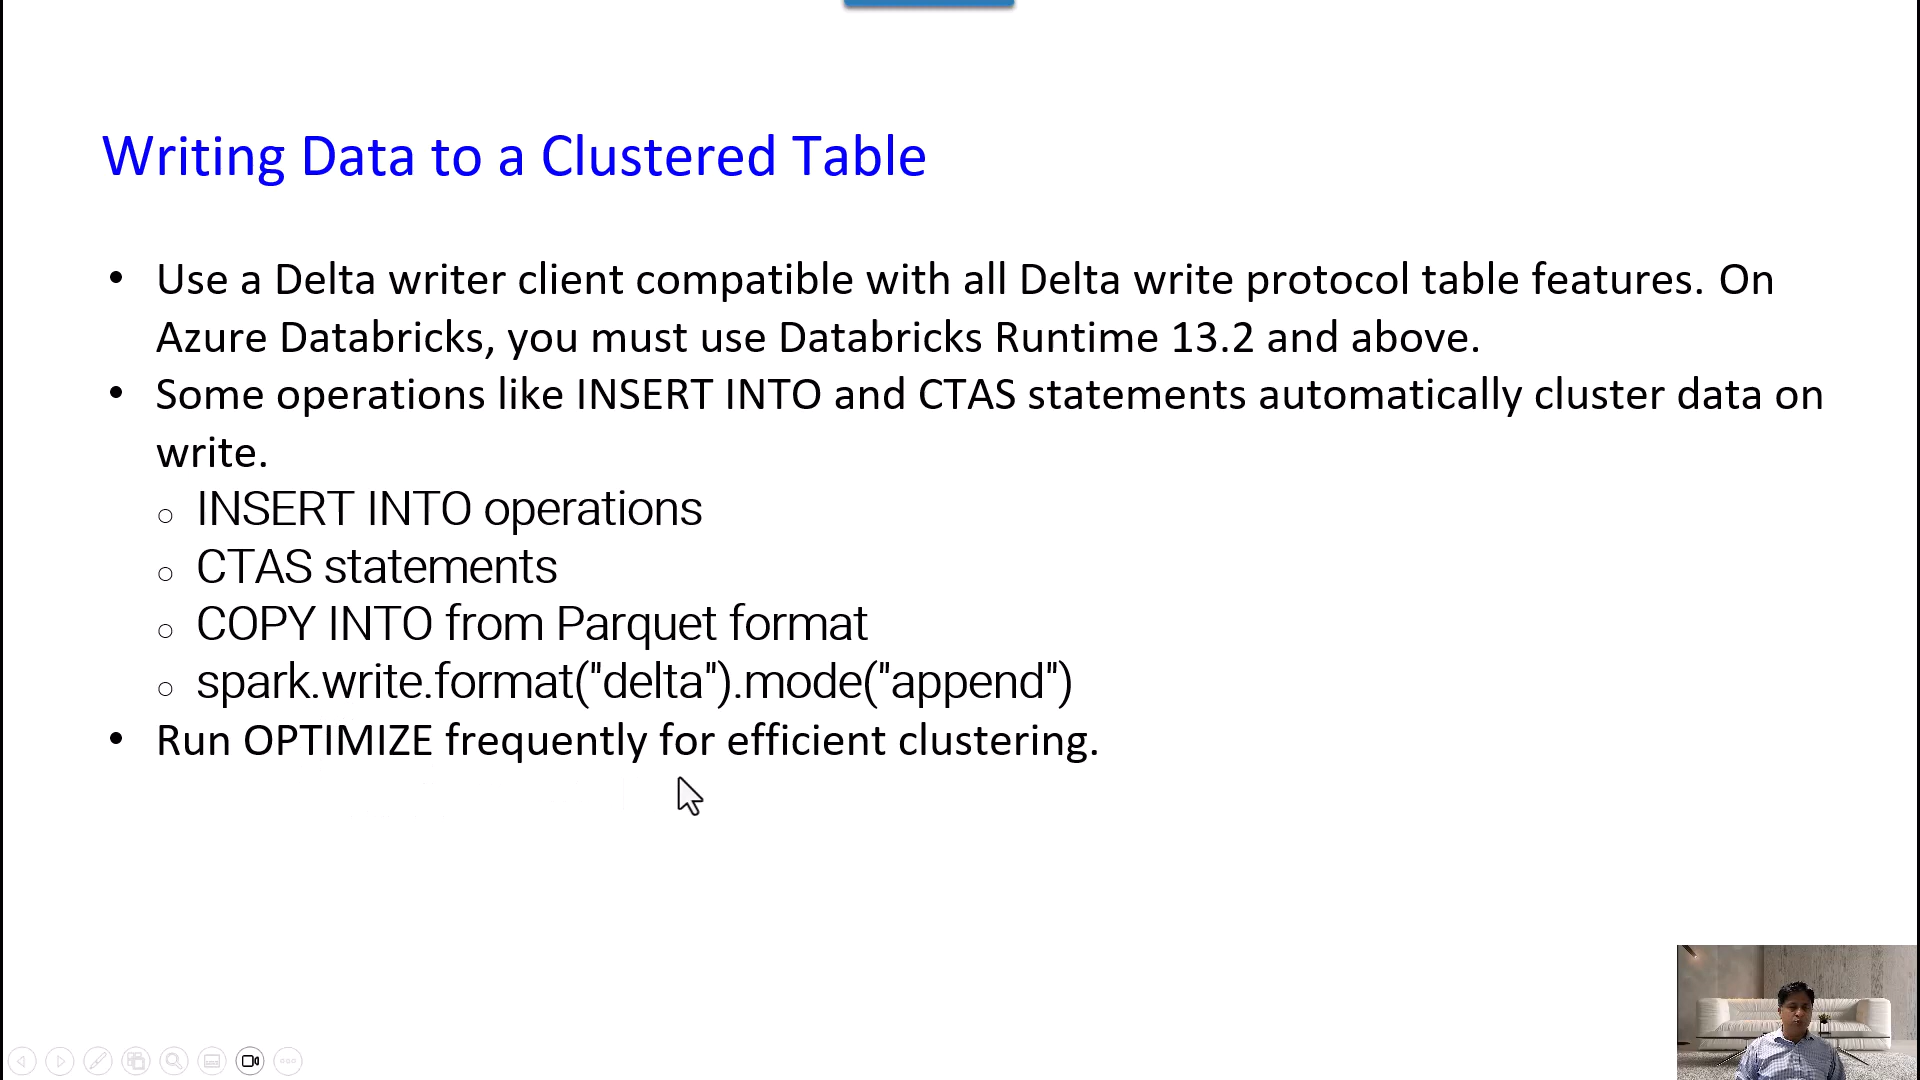 Writing Data to a Clustered Table
• Use a Delta writer client compatible with all Delta write protocol table features. On
Azure Databricks, you must use Databricks Runtime 13.2 and above.
• Some operations like INSERT INTO and CTAS statements automatically cluster data on
write.
○ INSERT INTO operations
○ CTAS statements
○ COPY INTO from Parquet format
○ spark.write.format("delta").mode("append")
• Run OPTIMIZE frequently for efficient clustering.